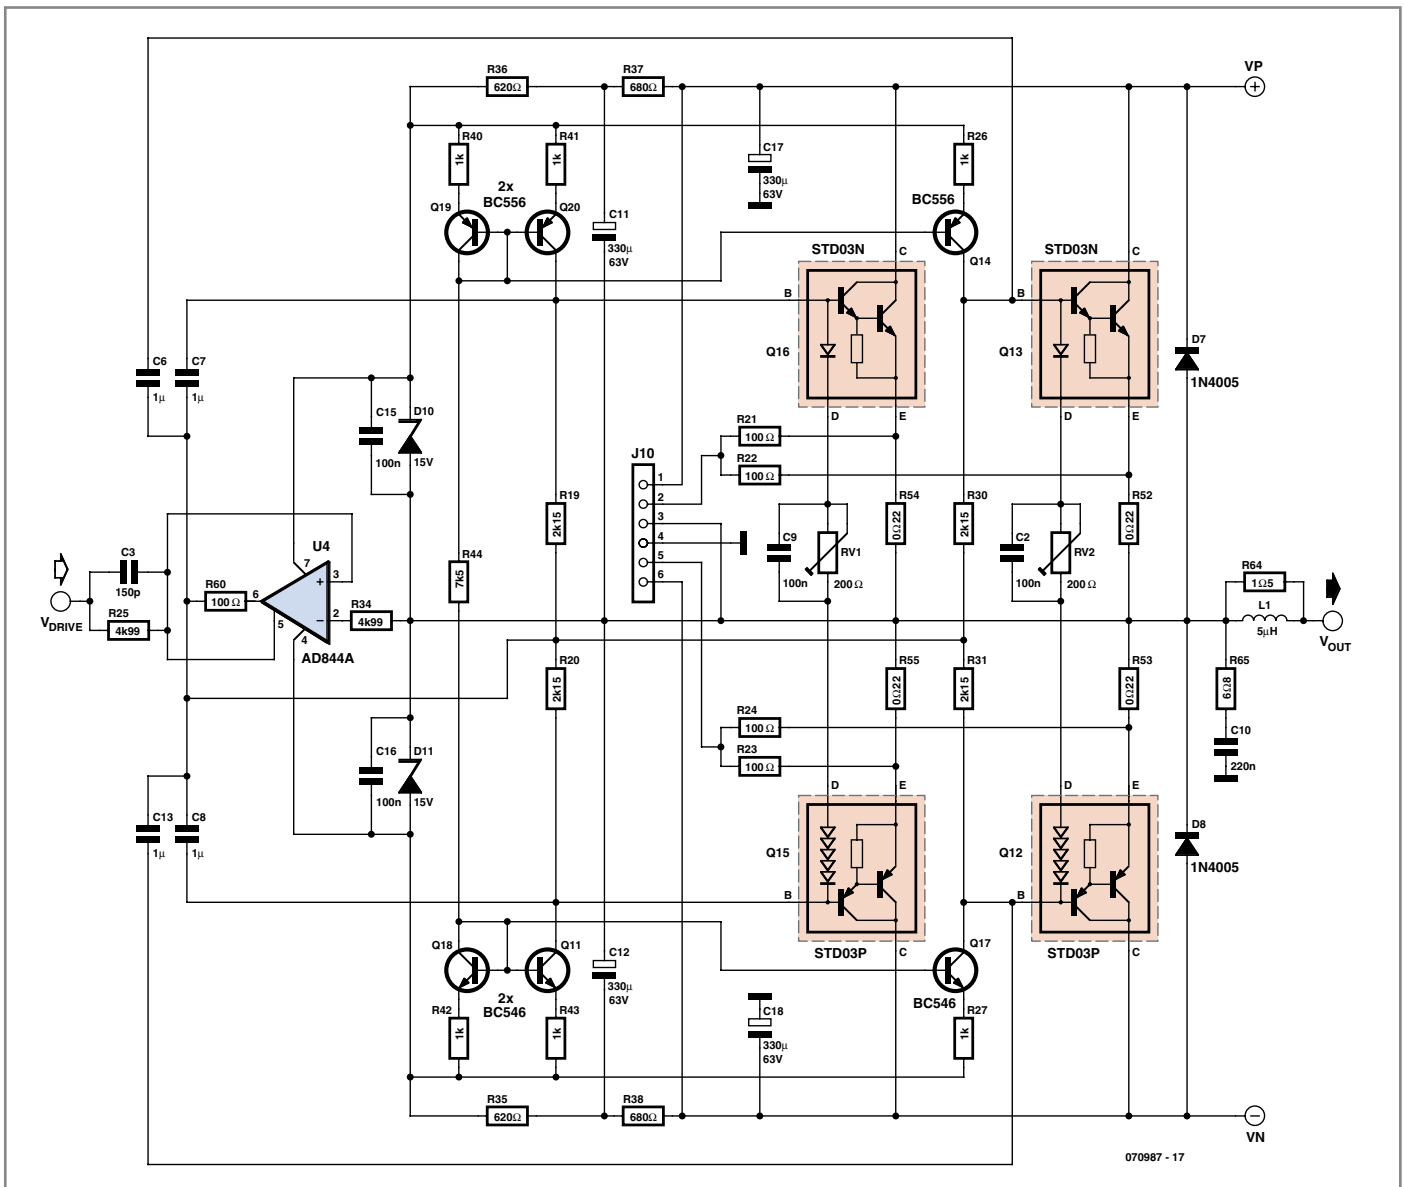 R36
620Ω
R37
680Ω
VP
+
R40
1k
R41
1k
R26
1k
C17
330µ
63V
2x
BC556
BC556
Q19
Q20
C11
330µ
63V
Q14
STD03N
C
STD03N
C
B
B
Q16
Q13
D7
1N4005
C6
1µ
C7
1µ
D
E
D
E
C15
100n
D10
15V
R21
100Ω
R22
100Ω
J10
1
2
3
4
5
6
R19
2k15
R54
0Ω22
R30
2k15
R52
0Ω22
C9
100n
RV1
200Ω
C2
100n
RV2
200Ω
C3
150p
U4
7
+
3
R44
7k5
R64
1Ω5
R60
100Ω
6
5
−
2
4
R34
4k99
VDRIVE
R25
4k99
AD844A
L1
5µH
VOUT
R20
2k15
R55
0Ω22
R31
2k15
R53
0Ω22
R65
6Ω8
R24
100Ω
R23
100Ω
C10
220n
C16
100n
D11
15V
D
E
D
E
C13
1µ
C8
1µ
Q15
Q12
D8
1N4005
B
B
Q18
Q11
C12
330µ
63V
Q17
STD03P
C
STD03P
C
2x
BC546
BC546
R42
1k
R43
1k
R27
1k
C18
330µ
63V
R35
620Ω
R38
680Ω
−
VN
070987 - 17